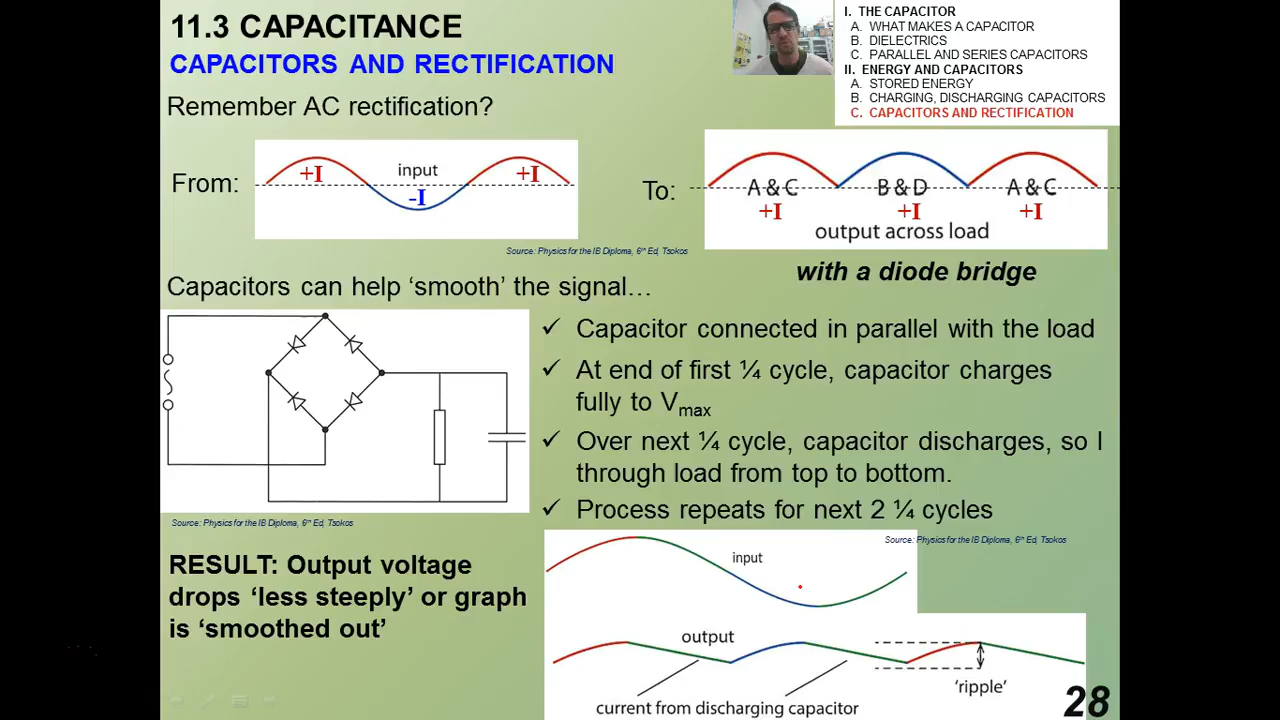 11.3 CAPACITANCE
CAPACITORS AND RECTIFICATION
I. THE CAPACITOR
A. WHAT MAKES A CAPACITOR
B. DIELECTRICS
C. PARALLEL AND SERIES CAPACITORS
II. ENERGY AND CAPACITORS
A. STORED ENERGY
B. CHARGING, DISCHARGING CAPACITORS
C. CAPACITORS AND RECTIFICATION
Remember AC rectification?
From:
+I
input
-I
+I
Source: Physics for the IB Diploma, 6th Ed, Tsokos
To:
A & C B & D A & C
+I +I +I
output across load
with a diode bridge
Capacitors can help ‘smooth’ the signal…
Source: Physics for the IB Diploma, 6th Ed, Tsokos
✓ Capacitor connected in parallel with the load
✓ At end of first ¼ cycle, capacitor charges
fully to Vmax
✓ Over next ¼ cycle, capacitor discharges, so I
through load from top to bottom.
✓ Process repeats for next 2 ¼ cycles
Source: Physics for the IB Diploma, 6th Ed, Tsokos
RESULT: Output voltage
drops ‘less steeply’ or graph
is ‘smoothed out’
input
output
‘ripple’
current from discharging capacitor
28